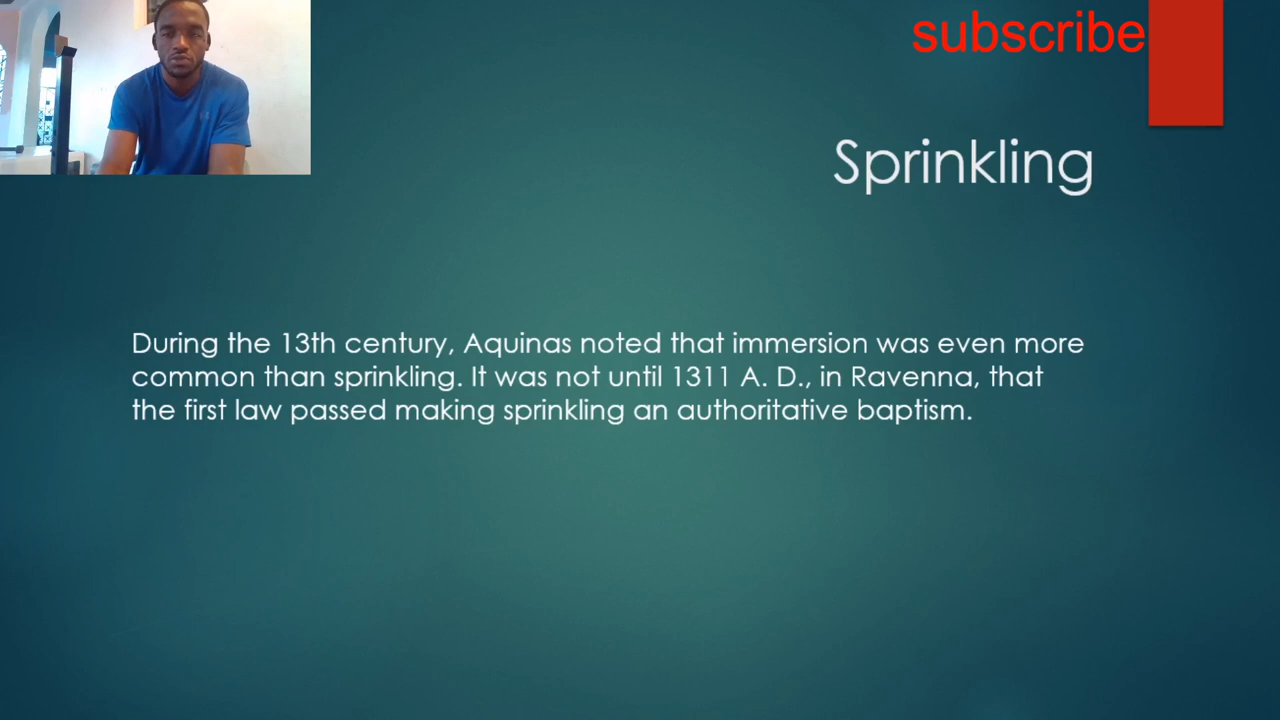 subscribe
Sprinkling
During the 13th century, Aquinas noted that immersion was even more
common than sprinkling. It was not until 1311 A. D., in Ravenna, that
the first law passed making sprinkling an authoritative baptism.